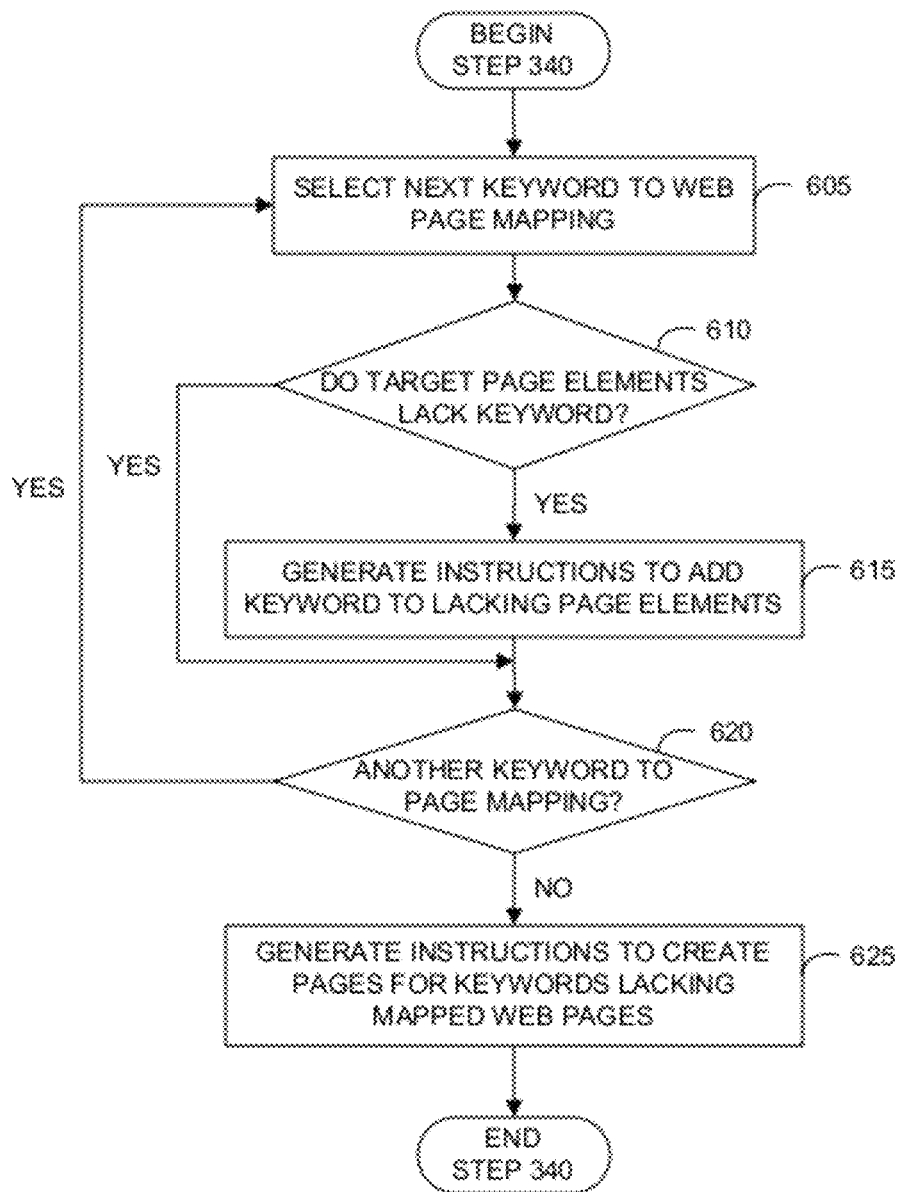 BEGIN
STEP 340
SELECT NEXT KEYWORD TO WEB
PAGE MAPPING
605
610
DO TARGET PAGE ELEMENTS
LACK KEYWORD?
YES
YES
YES
GENERATE INSTRUCTIONS TO ADD
KEYWORD TO LACKING PAGE ELEMENTS
615
620
ANOTHER KEYWORD TO
PAGE MAPPING?
NO
GENERATE INSTRUCTIONS TO CREATE
PAGES FOR KEYWORDS LACKING
MAPPED WEB PAGES
625
END
STEP 340